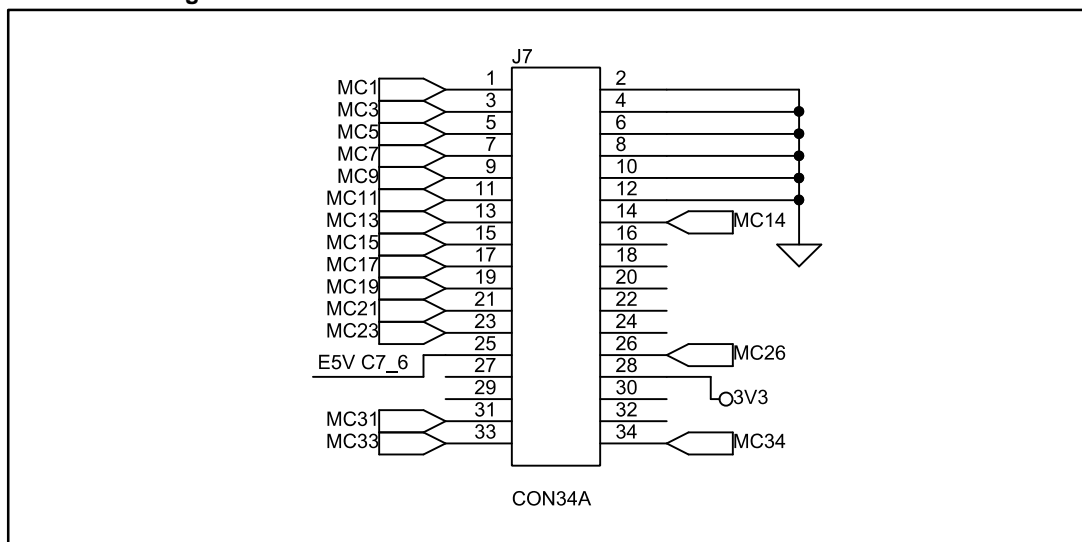 J7
MC1 1 2
MC3 3 4
MC5 5 6
MC7 7 8
MC9 9 10
MC11 11 12
MC13 13 14 MC14
MC15 15 16
MC17 17 18
MC19 19 20
MC21 21 22
MC23 23 24
E5V C7_6 25 26 MC26
27 28
29 30 3V3
MC31 31 32
MC33 33 34 MC34
CON34A